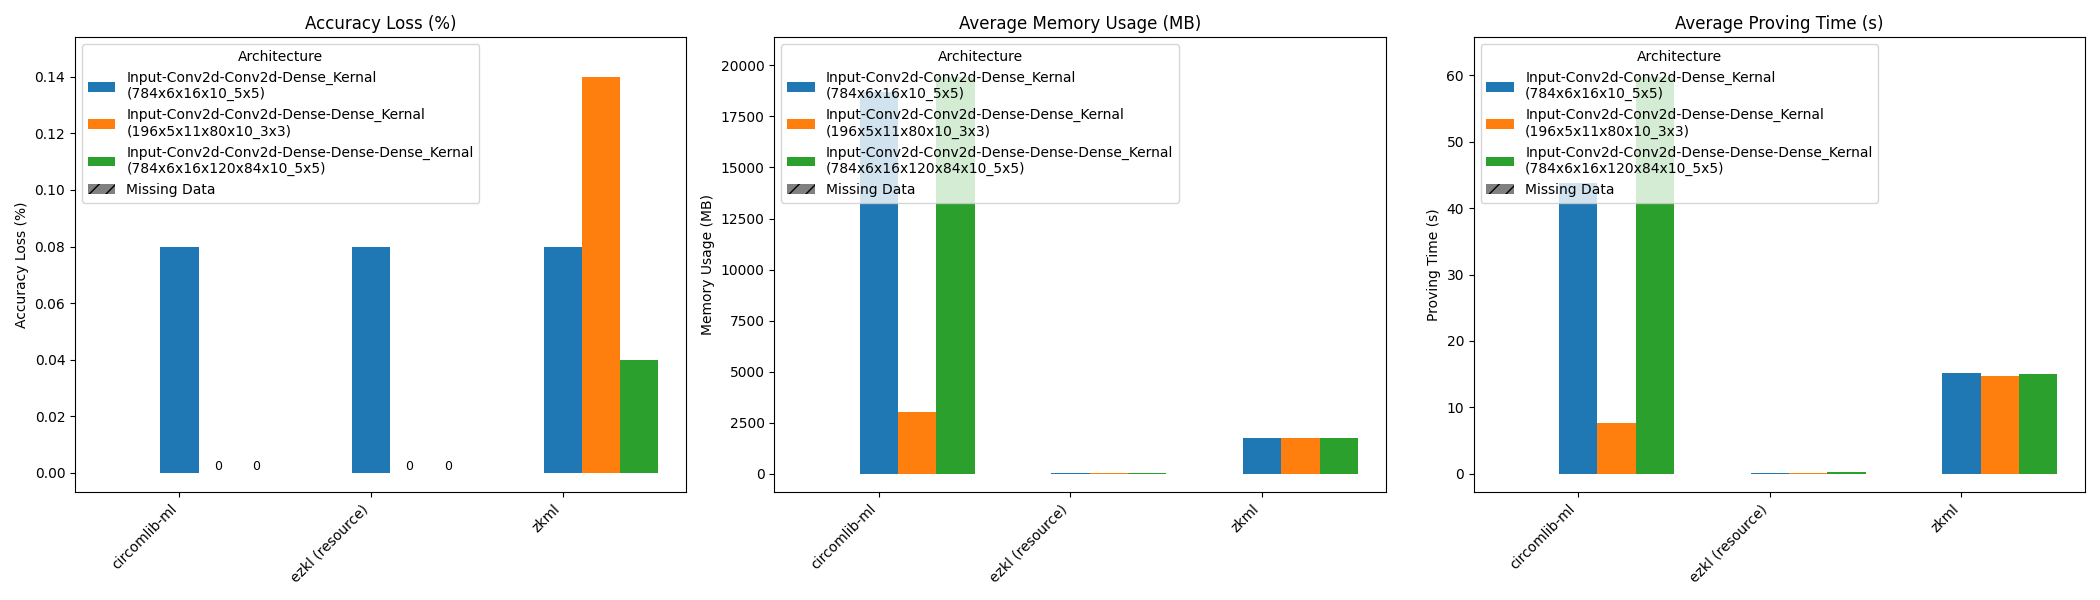 Accuracy Loss (%)
Architecture
Input-Conv2d-Conv2d-Dense_Kernal
(784x6x16x10_5x5)
Input-Conv2d-Conv2d-Dense-Dense_Kernal
(196x5x11x80x10_3x3)
Input-Conv2d-Conv2d-Dense-Dense-Dense_Kernal
(784x6x16x120x84x10_5x5)
Missing Data
Accuracy Loss (%)
0.14
0.12
0.10
0.08
0.06
0.04
0.02
0.00
0 0 0 0
circomlib-ml
ezkl (resource)
zkml
Average Memory Usage (MB)
Architecture
Input-Conv2d-Conv2d-Dense_Kernal
(784x6x16x10_5x5)
Input-Conv2d-Conv2d-Dense-Dense_Kernal
(196x5x11x80x10_3x3)
Input-Conv2d-Conv2d-Dense-Dense-Dense_Kernal
(784x6x16x120x84x10_5x5)
Missing Data
Memory Usage (MB)
20000
17500
15000
12500
10000
7500
5000
2500
0
circomlib-ml
ezkl (resource)
zkml
Average Proving Time (s)
Architecture
Input-Conv2d-Conv2d-Dense_Kernal
(784x6x16x10_5x5)
Input-Conv2d-Conv2d-Dense-Dense_Kernal
(196x5x11x80x10_3x3)
Input-Conv2d-Conv2d-Dense-Dense-Dense_Kernal
(784x6x16x120x84x10_5x5)
Missing Data
Proving Time (s)
60
50
40
30
20
10
0
circomlib-ml
ezkl (resource)
zkml